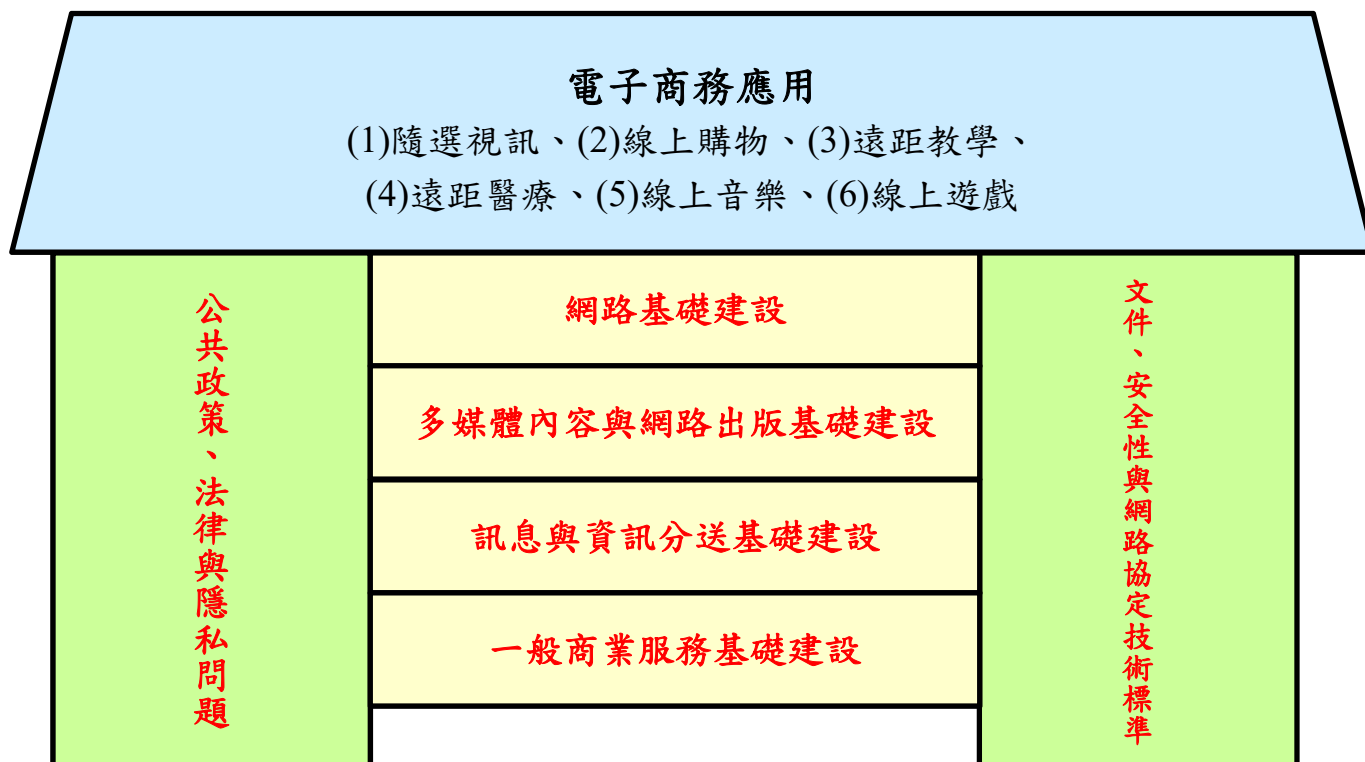 電子商務應用
(1)隨選視訊、(2)線上購物、(3)遠距教學、
(4)遠距醫療、(5)線上音樂、(6)線上遊戲
公共政策、法律與隱私問題
網路基礎建設
多媒體內容與網路出版基礎建設
訊息與資訊分送基礎建設
一般商業服務基礎建設
文件、安全性與網路協定技術標準